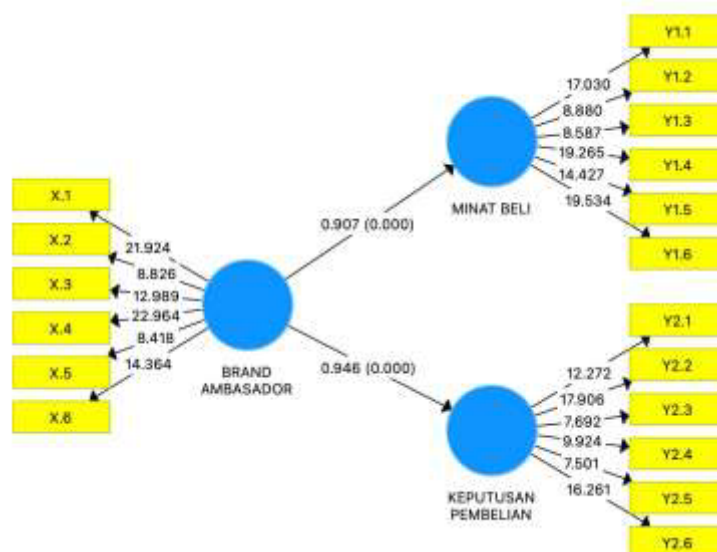 X.1
X.2
X.3
X.4
X.5
X.6
21.924
8.826
12.989
22.964
8.418
14.364
BRAND
AMBASADOR
0.907 (0.000)
0.946 (0.000)
MINAT BELI
17.030
8.880
8.587
19.265
14.427
19.534
Y1.1
Y1.2
Y1.3
Y1.4
Y1.5
Y1.6
KEPUTUSAN
PEMBELIAN
12.272
17.906
7.692
9.924
7.501
16.261
Y2.1
Y2.2
Y2.3
Y2.4
Y2.5
Y2.6